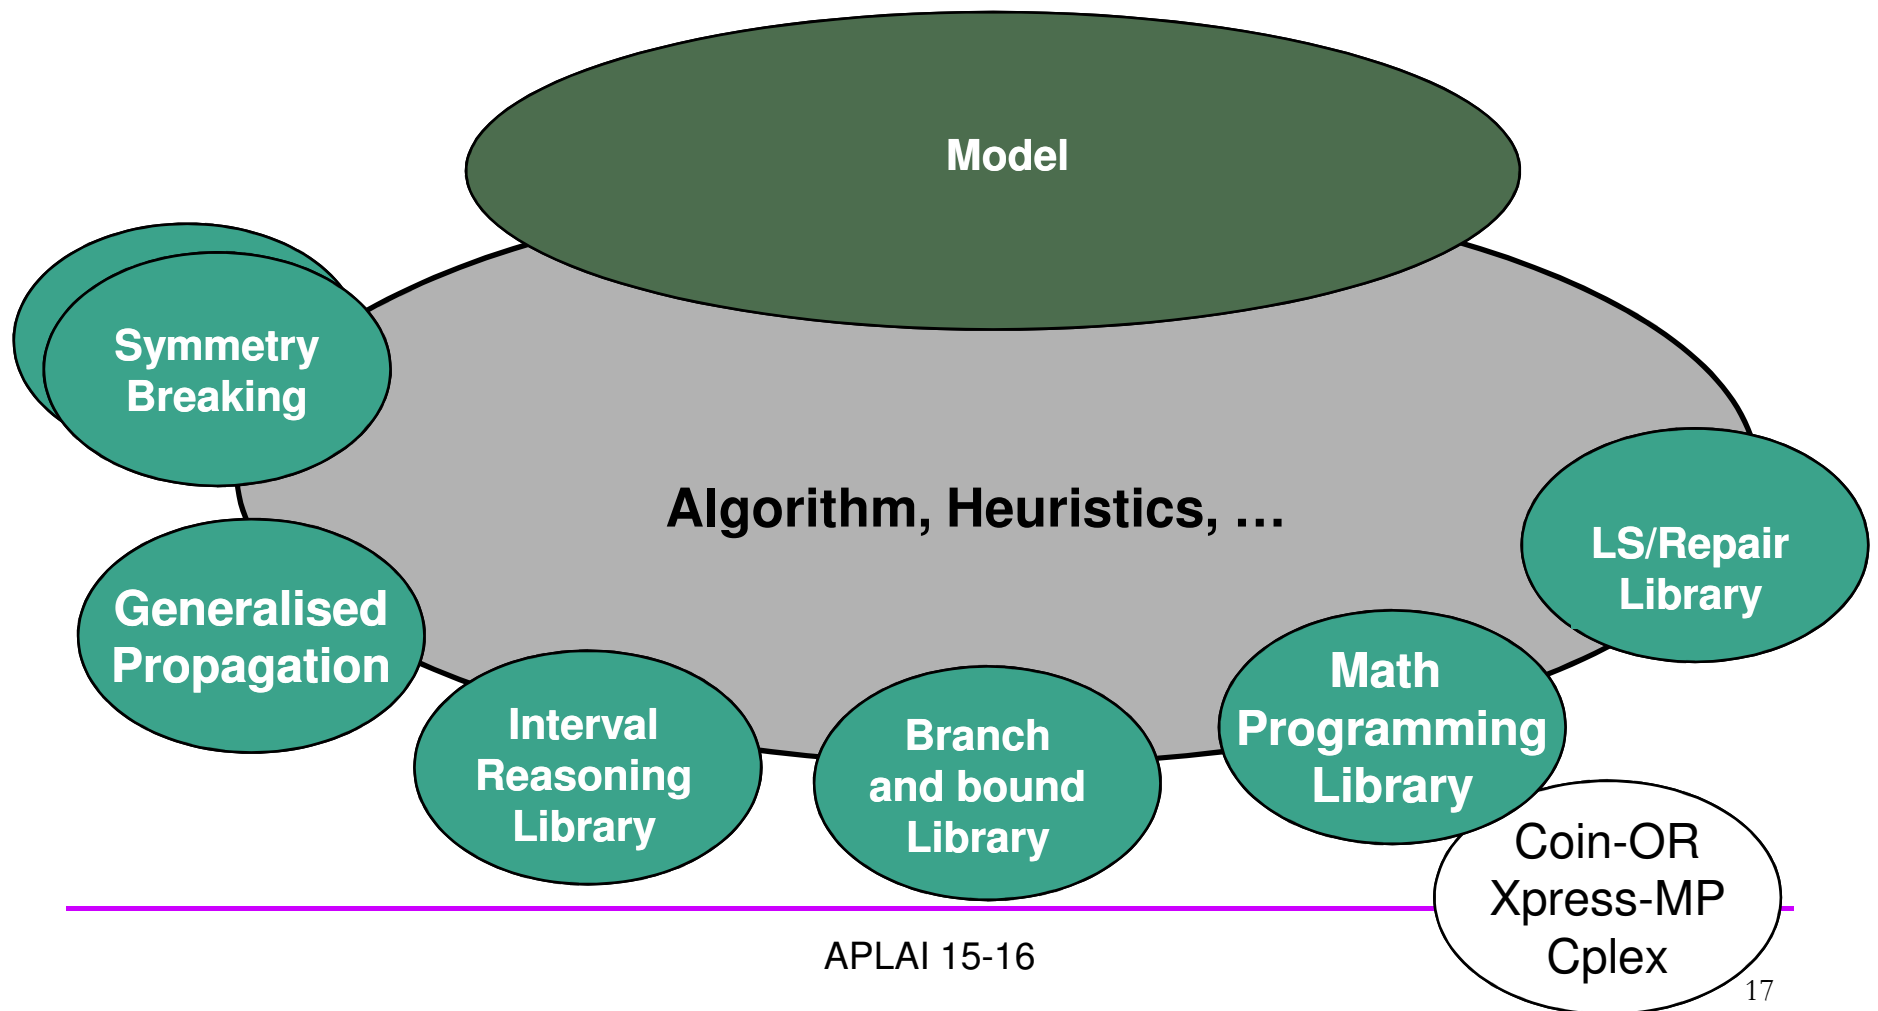 Model
Symmetry
Breaking
Algorithm, Heuristics, …
LS/Repair
Library
Generalised
Propagation
Interval
Reasoning
Library
Branch
and bound
Library
Math
Programming
Library
Coin-OR
Xpress-MP
Cplex
APLAI 15-16
17